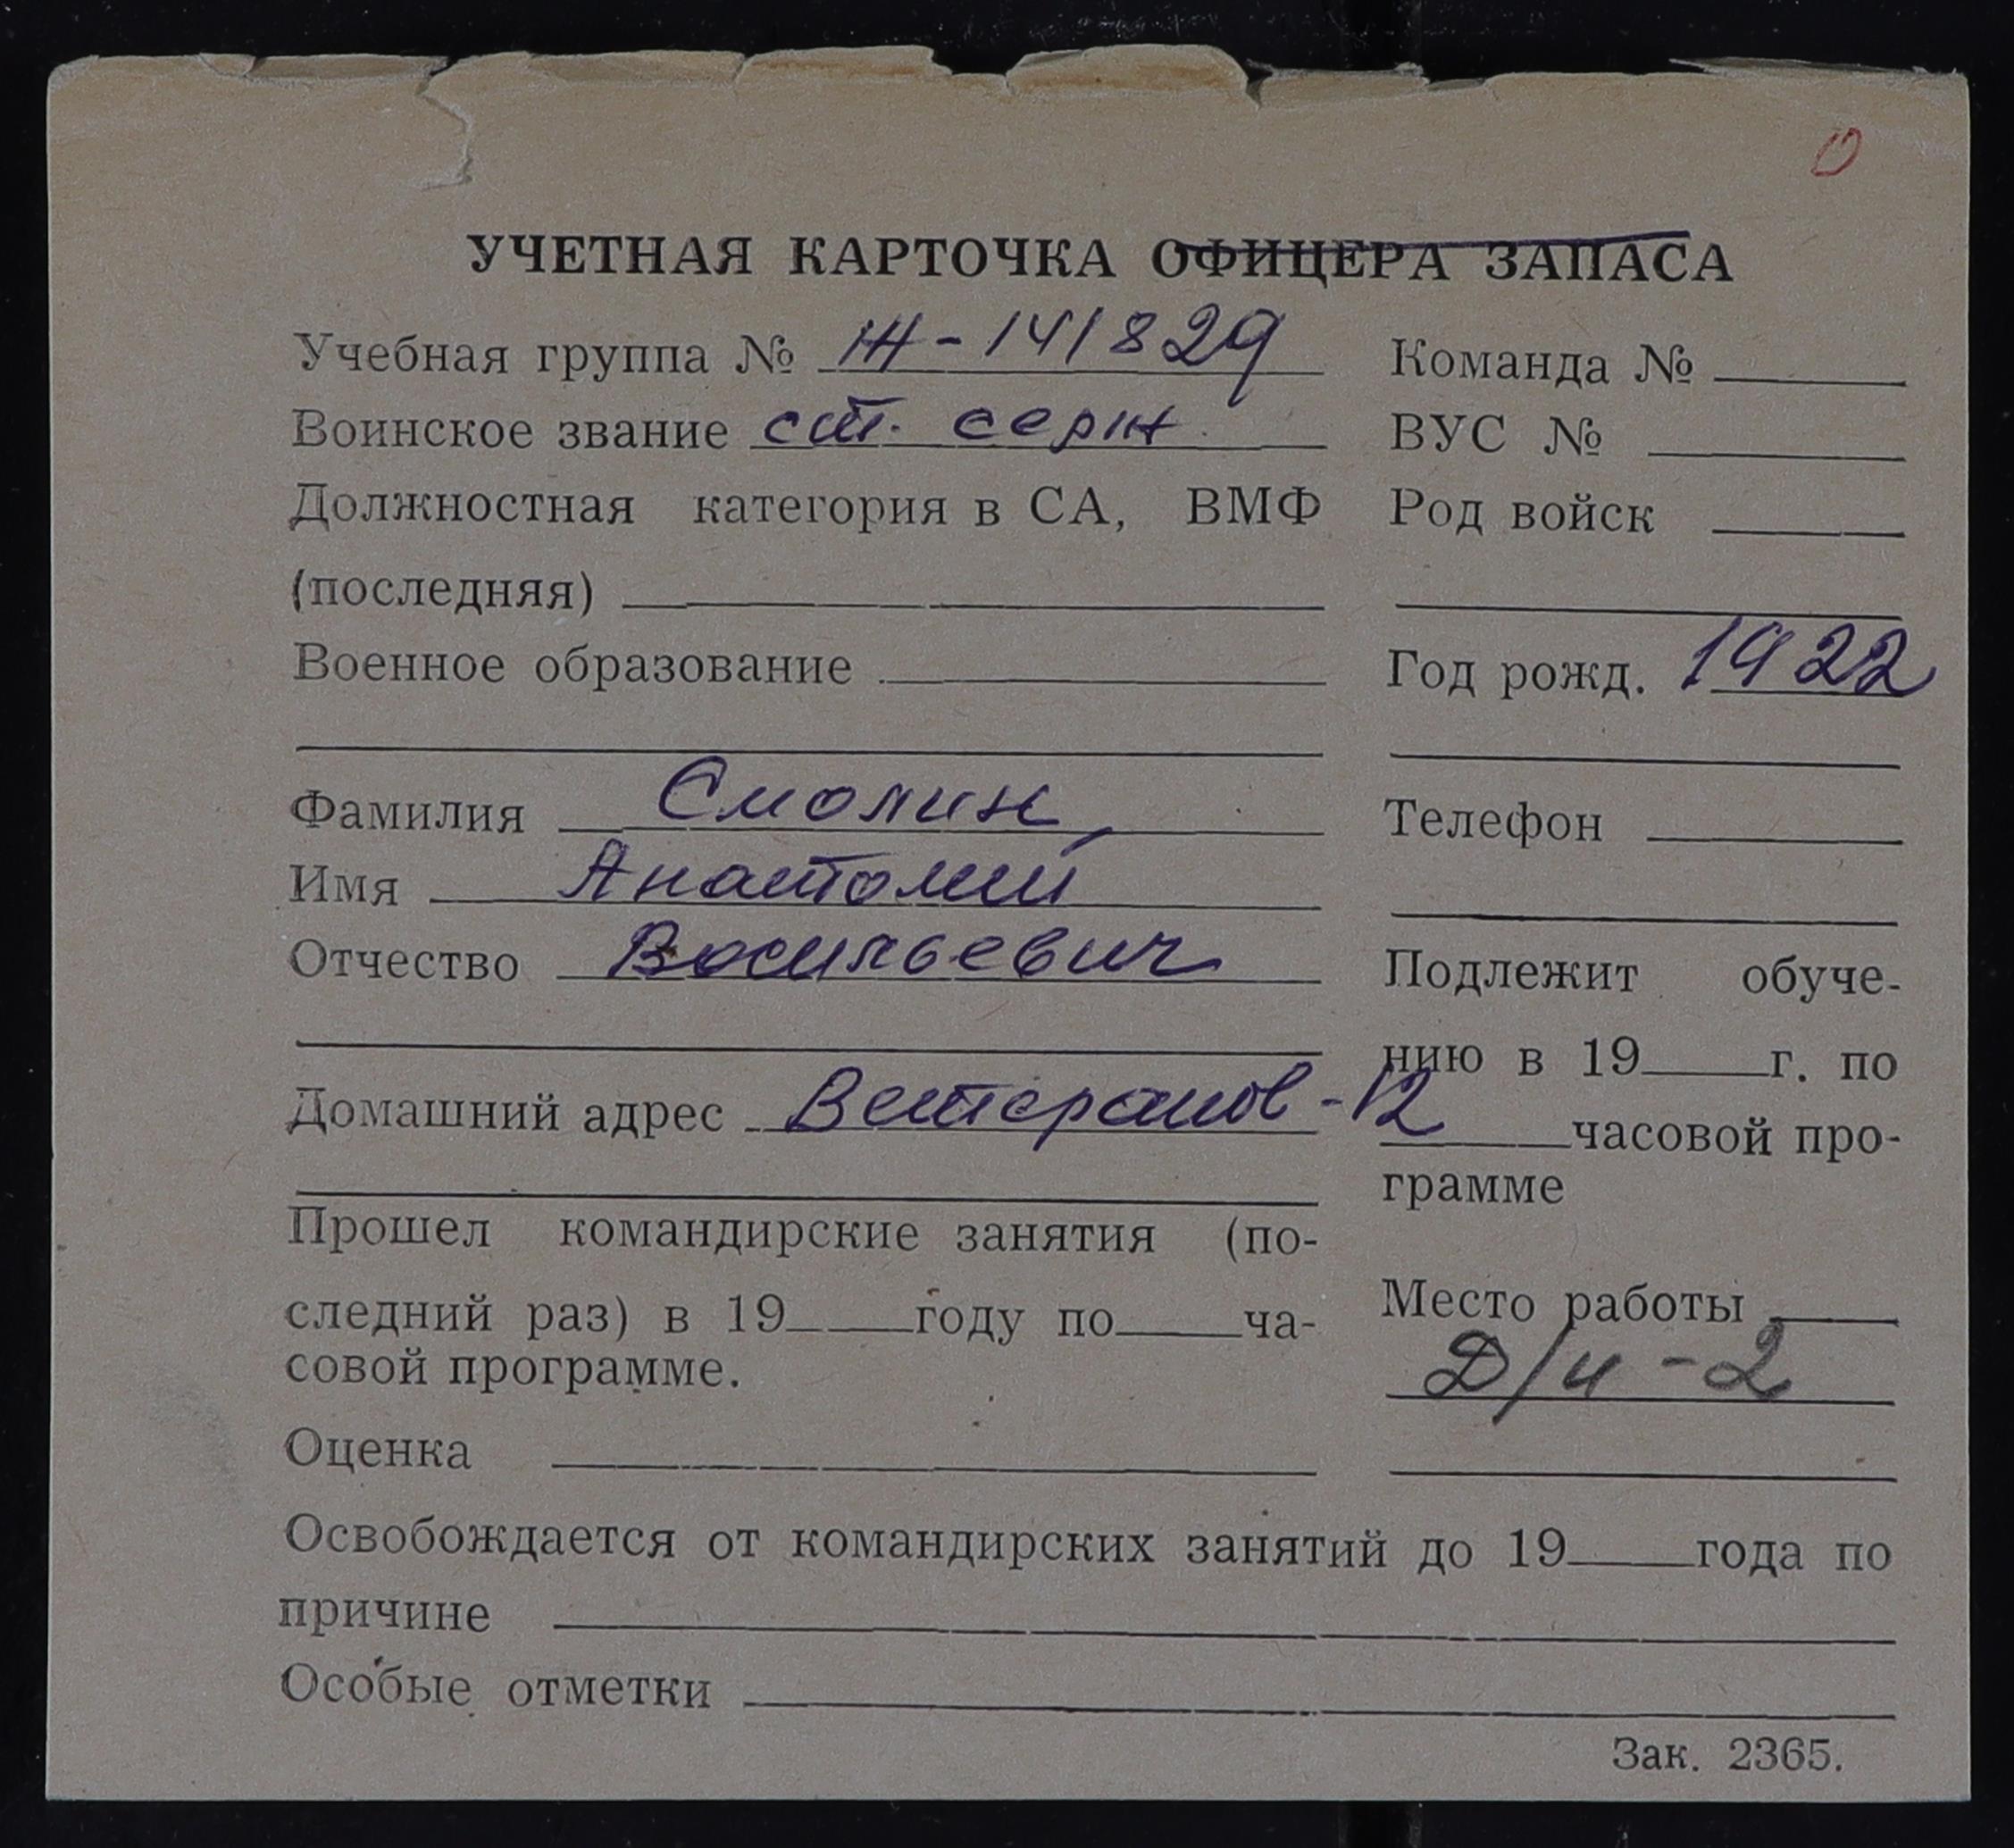 УЧЕТНАЯ КАРТОЧКА ОФИЦЕРА ЗАПАСА
Учебная группа № Ж-141829
Воинское звание ст. серж.
Должностная категория в СА, ВМФ
(последняя)
Военное образование
Фамилия Смолин
Имя Анатолий
Отчество Васильевич
Домашний адрес Ветеранов - 12
Прошел командирские занятия (по-
следний раз) в 19 году по ча-
совой программе.
Оценка
Команда №
ВУС №
Род войск
Год рожд. 1922
Телефон
Подлежит обуче-
нию в 19 г. по
часовой про-
грамме
Место работы
Д/и - 2
Освобождается от командирских занятий до 19 года по
причине
Особые отметки
Зак. 2365.